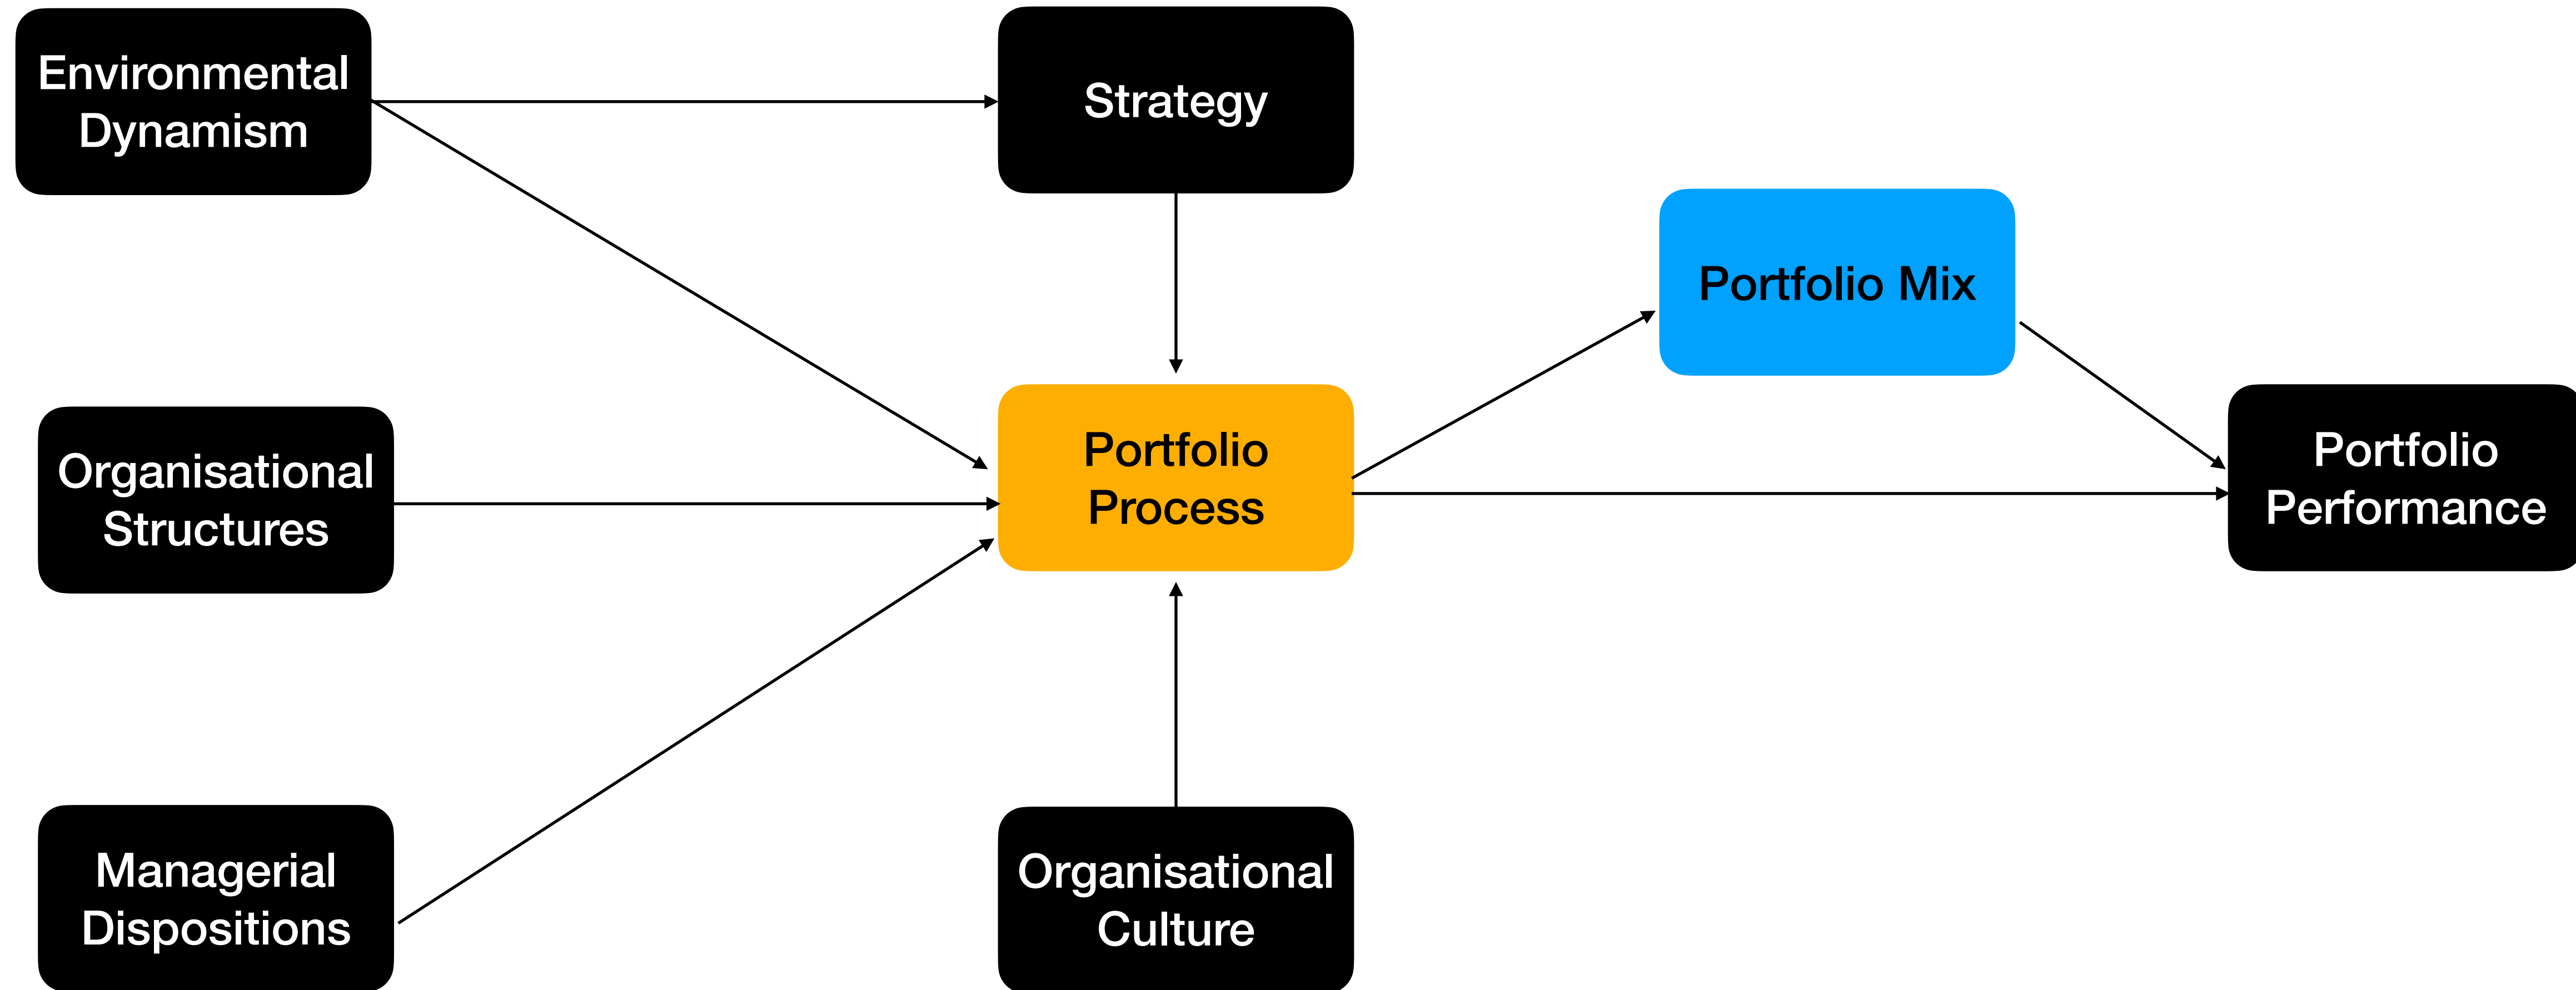 Environmental
Dynamism
Strategy
Portfolio Mix
Organisational
Structures
Portfolio
Process
Portfolio
Performance
Managerial
Dispositions
Organisational
Culture